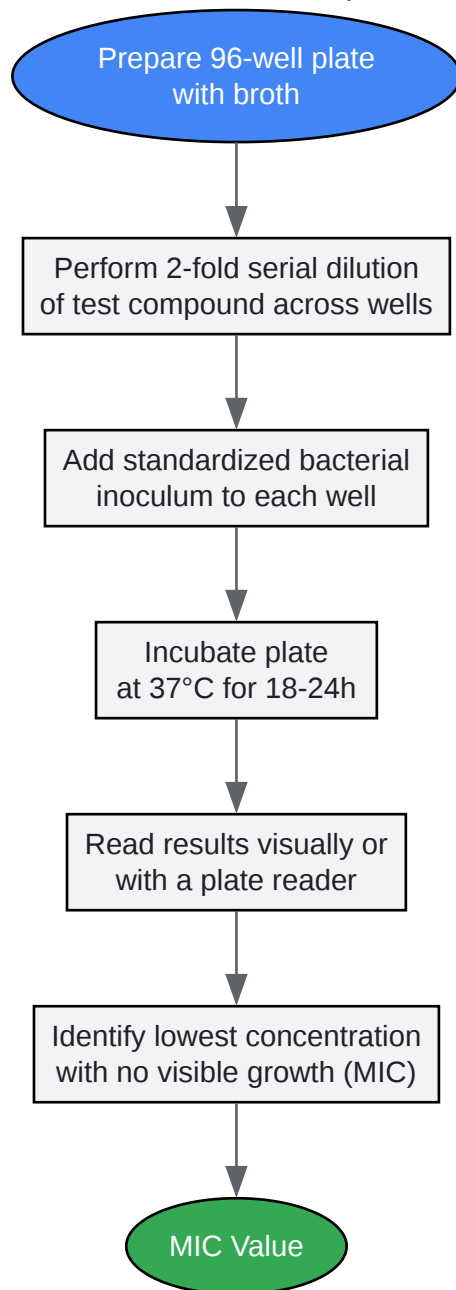 Prepare 96-well plate
with broth
Perform 2-fold serial dilution
of test compound across wells
Add standardized bacterial
inoculum to each well
Incubate plate
at 37°C for 18-24h
Read results visually or
with a plate reader
Identify lowest concentration
with no visible growth (MIC)
MIC Value